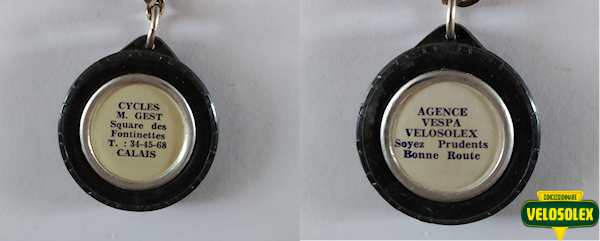 CYCLES
M. GEST
Square des
Fontinettes
T. : 34-45-68
CALAIS
AGENCE
VESPA
VELOSOLEX
Soyez Prudents
Bonne Route
CONCESSIONNAIRE
VELOSOLEX